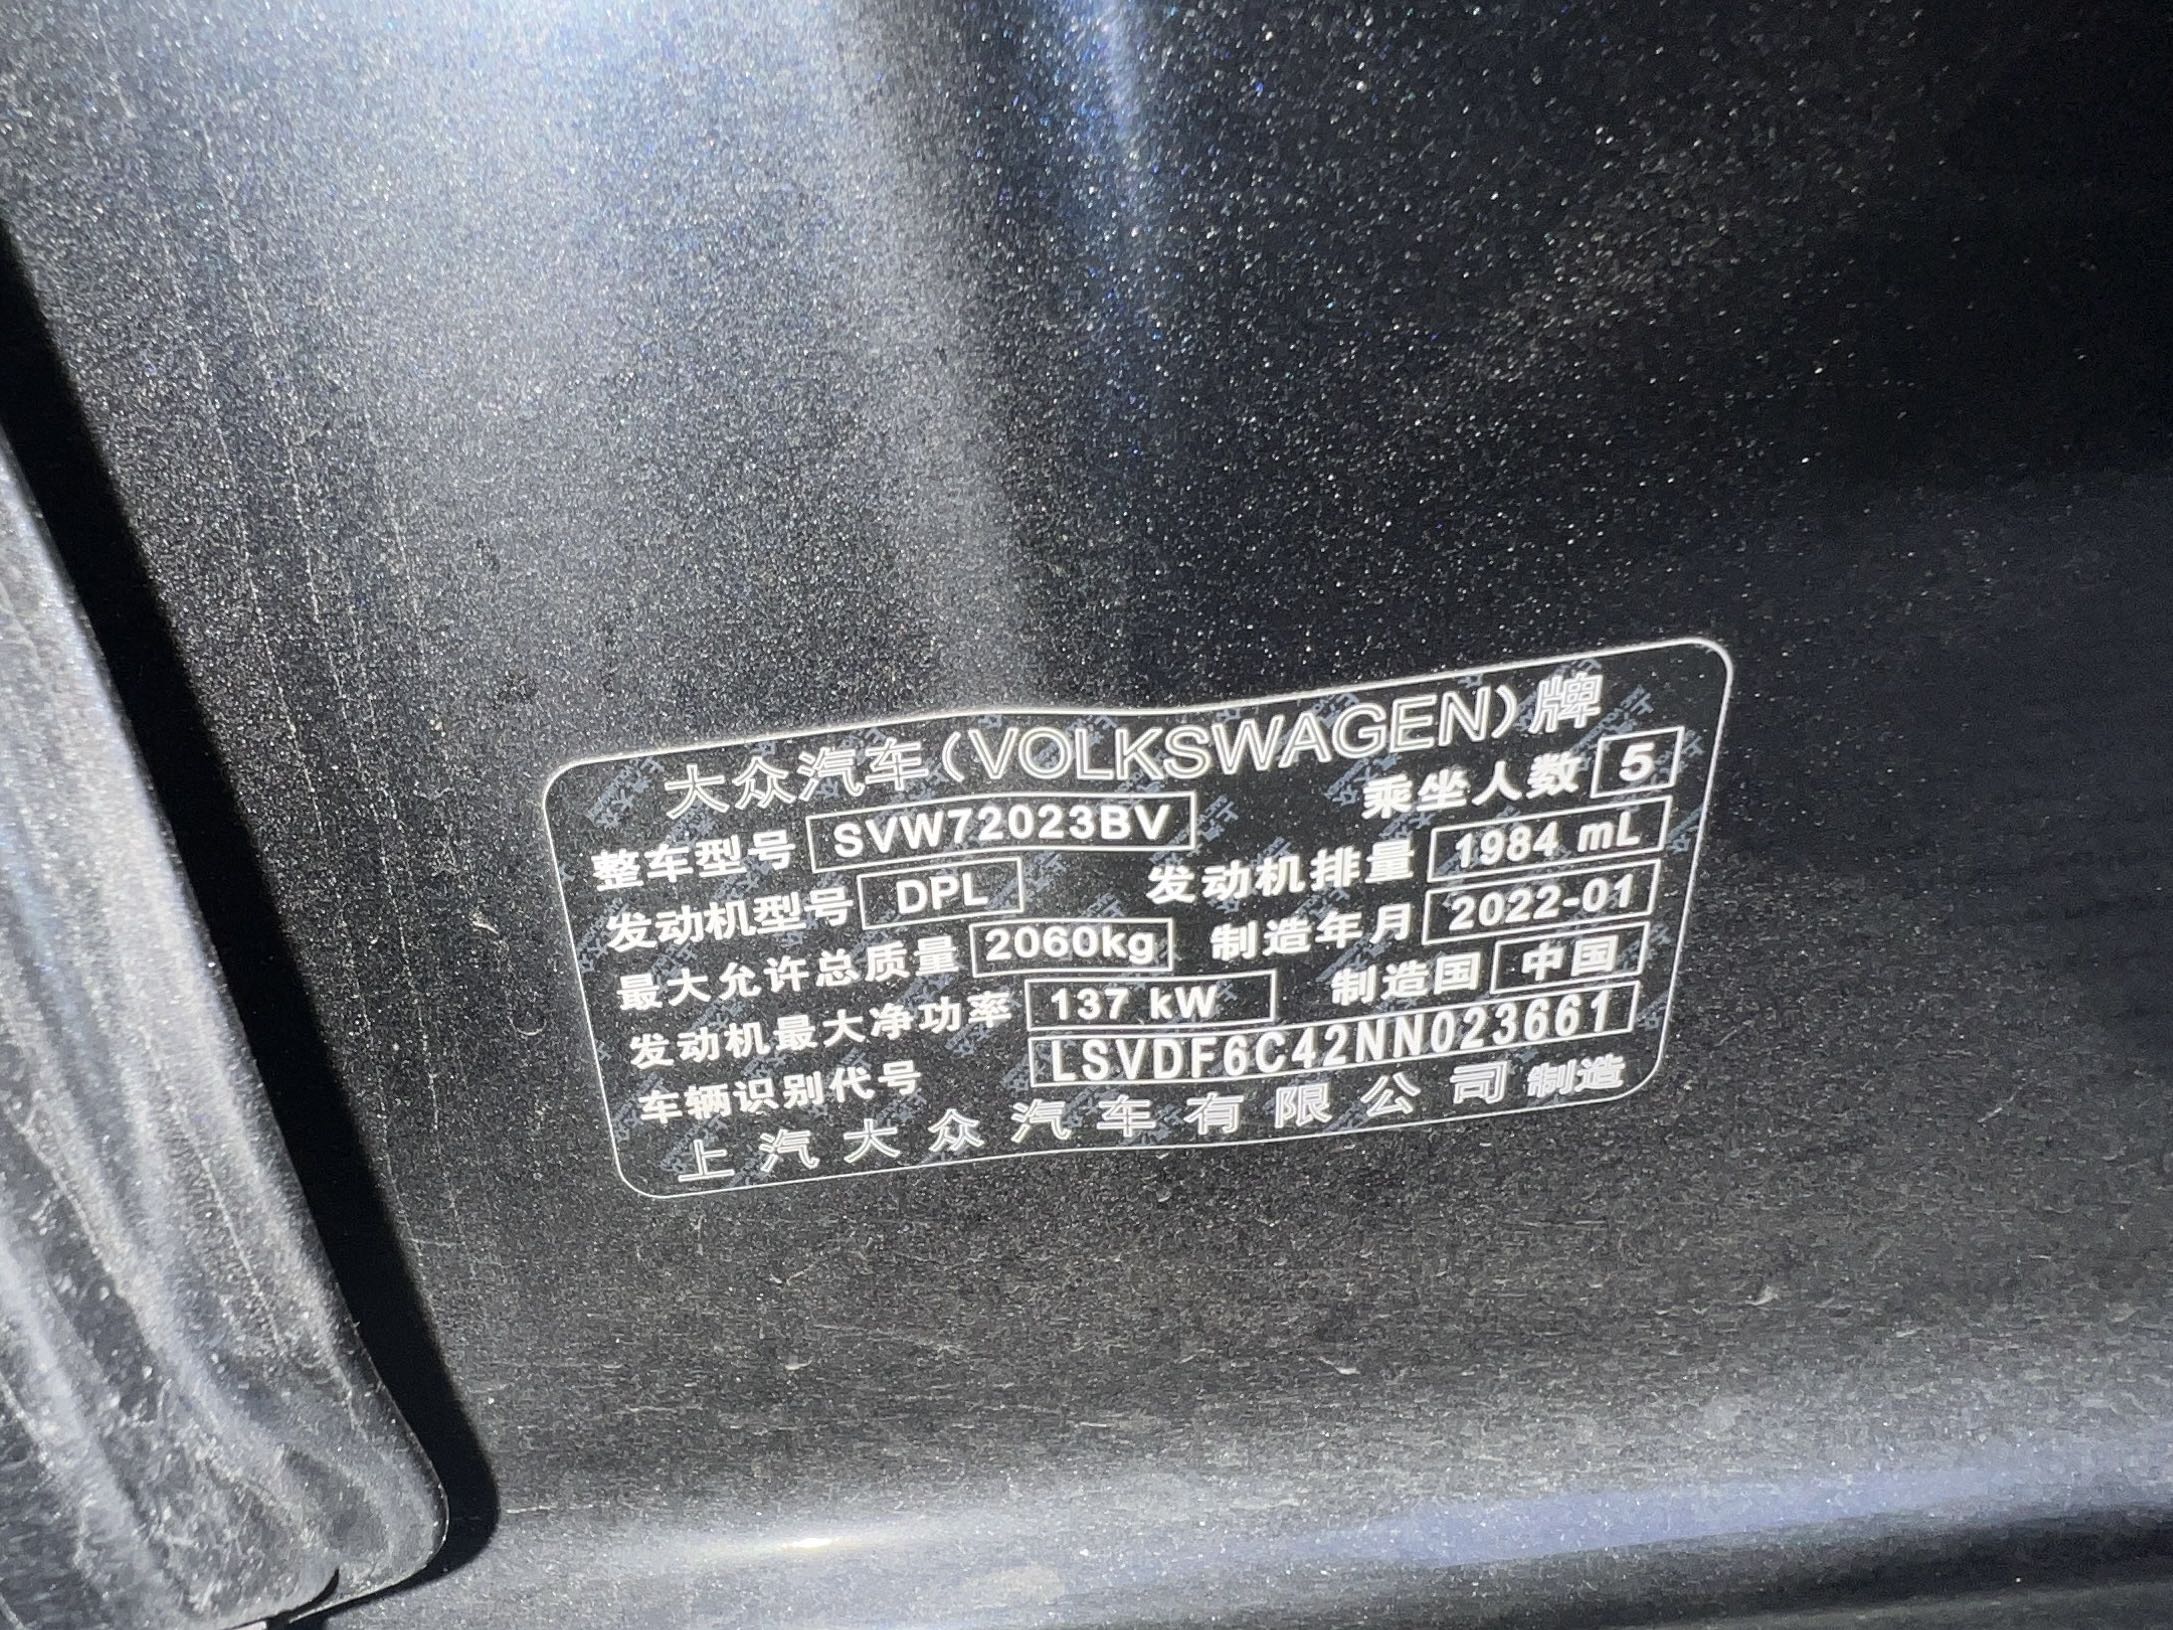 大众汽车(VOLKSWAGEN)牌
整车型号 SVW72023BV 乘坐人数 5
发动机型号 DPL 发动机排量 1984 mL
最大允许总质量 2060kg 制造年月 2022-01
发动机最大净功率 137 kW 制造国 中国
车辆识别代号 LSVDF6C42NN023661
上汽大众汽车有限公司 制造